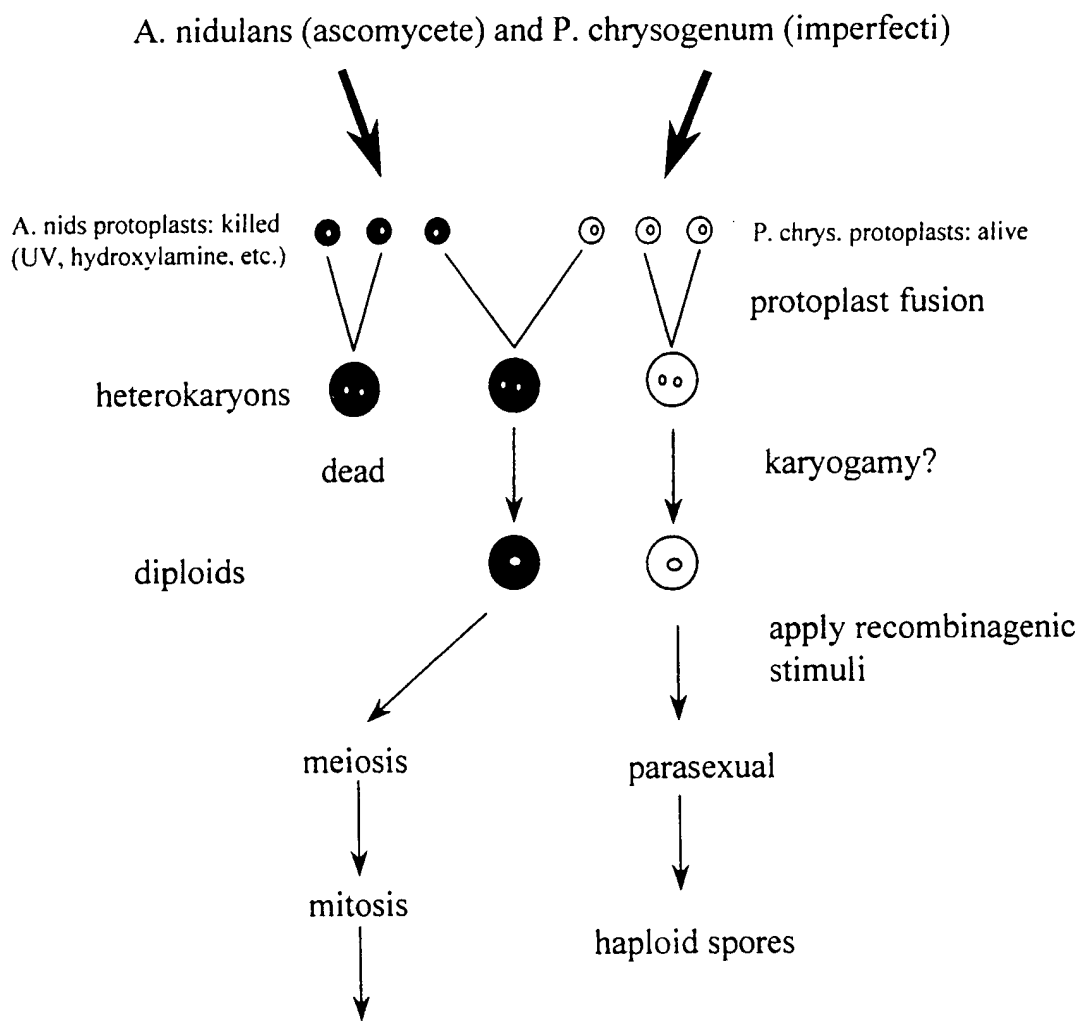 A. nidulans (ascomycete) and P. chrysogenum (imperfecti)
A. nids protoplasts: killed
(UV, hydroxylamine, etc.)
P. chrys. protoplasts: alive
protoplast fusion
heterokaryons
dead
karyogamy?
diploids
apply recombinagenic
stimuli
meiosis
parasexual
mitosis
haploid spores